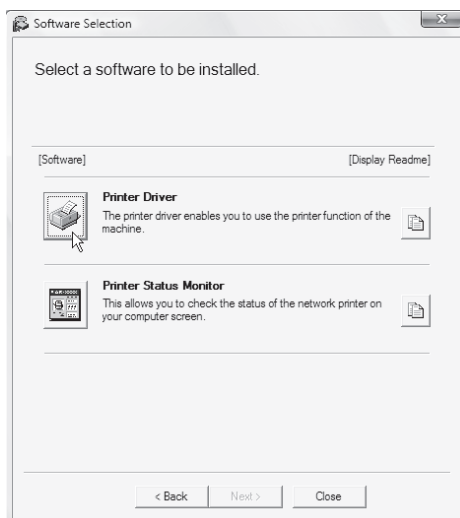 Software Selection
Select a software to be installed.
[Software] [Display Readme]
Printer Driver
The printer driver enables you to use the printer function of the
machine.
Printer Status Monitor
This allows you to check the status of the network printer on
your computer screen.
< Back Next > Close